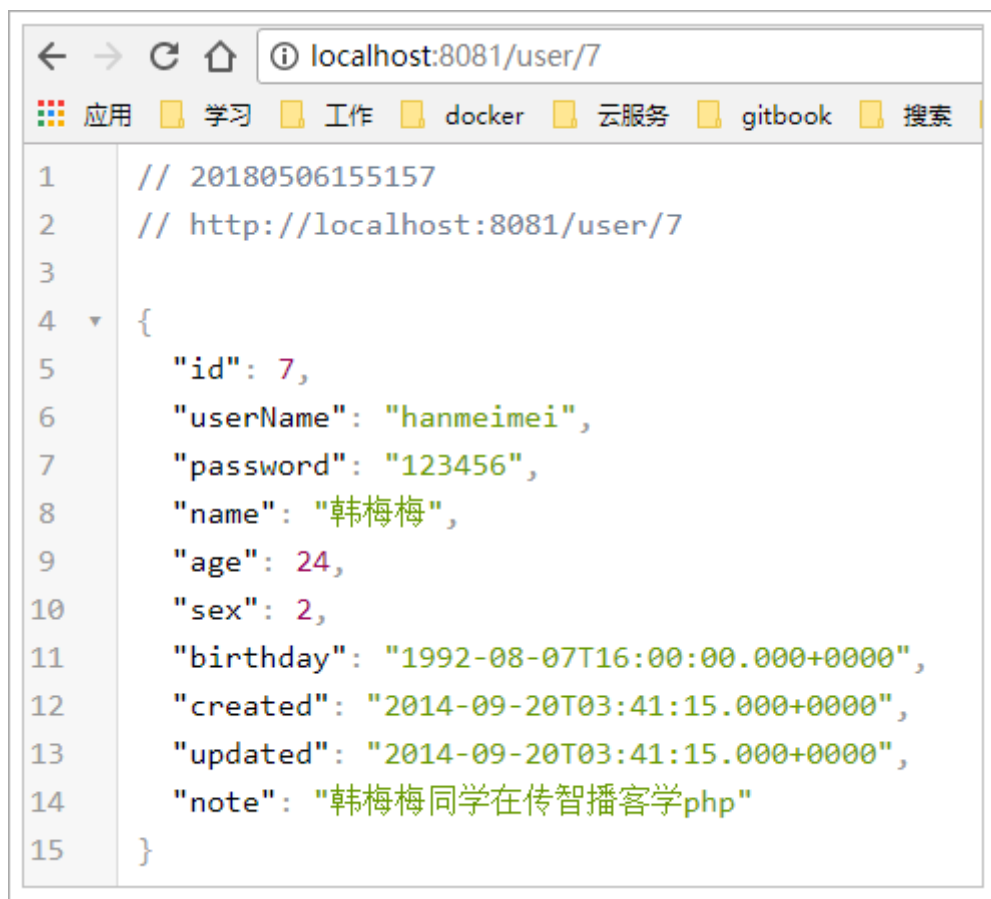 localhost:8081/user/7
应用 学习 工作 docker 云服务 gitbook 搜索
1 // 20180506155157
2 // http://localhost:8081/user/7
3
4 {
5 "id": 7,
6 "userName": "hanmeimei",
7 "password": "123456",
8 "name": "韩梅梅",
9 "age": 24,
10 "sex": 2,
11 "birthday": "1992-08-07T16:00:00.000+0000",
12 "created": "2014-09-20T03:41:15.000+0000",
13 "updated": "2014-09-20T03:41:15.000+0000",
14 "note": "韩梅梅同学在传智播客学php"
15 }